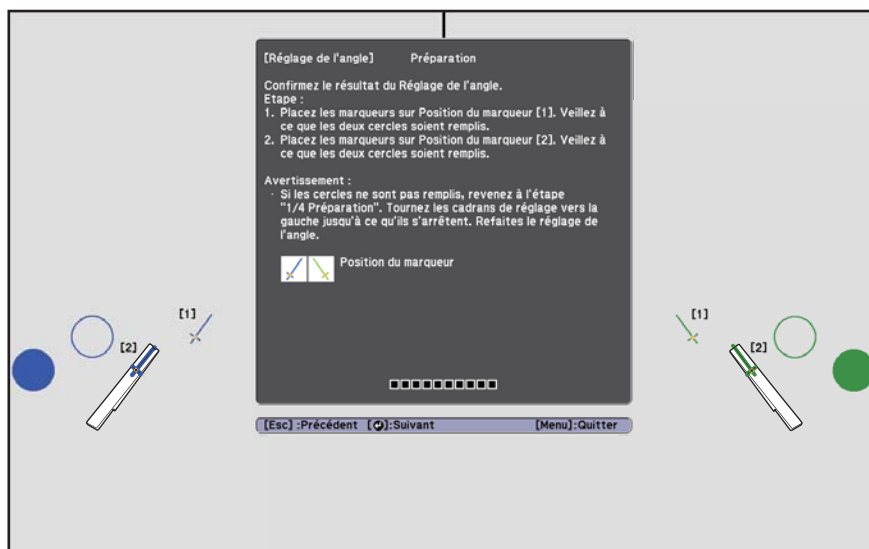 [Réglage de l'angle] Préparation
Confirmez le résultat du Réglage de l'angle.
Etape :
1. Placez les marqueurs sur Position du marqueur [1]. Veillez à
ce que les deux cercles soient remplis.
2. Placez les marqueurs sur Position du marqueur [2]. Veillez à
ce que les deux cercles soient remplis.
Avertissement :
· Si les cercles ne sont pas remplis, revenez à l'étape
"1/4 Préparation". Tournez les cadrans de réglage vers la
gauche jusqu'à ce qu'ils s'arrêtent. Refaites le réglage de
l'angle.
Position du marqueur
[1]
[2]
[1]
[2]
[Esc] :Précédent [↵]:Suivant [Menu]:Quitter